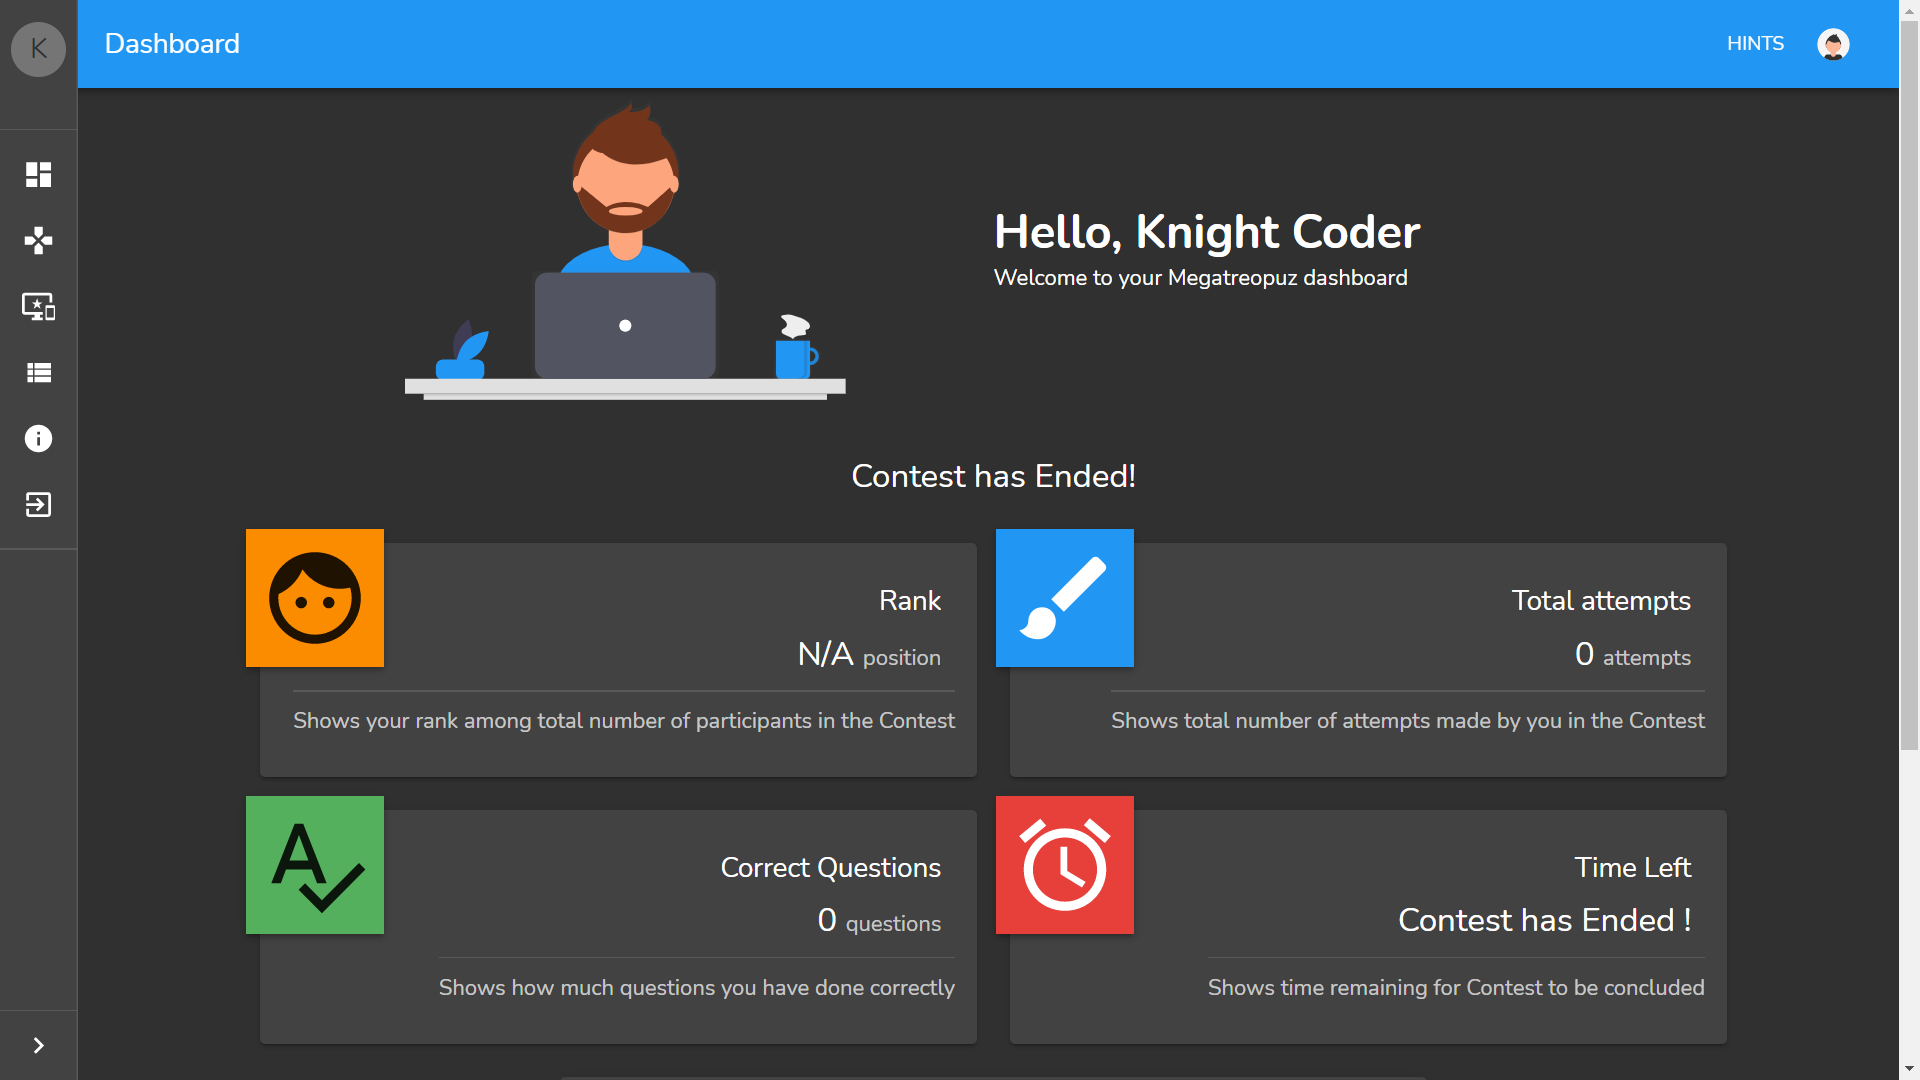 K
Dashboard
HINTS
Hello, Knight Coder
Welcome to your Megatreopuz dashboard
Contest has Ended!
Rank
N/A position
Shows your rank among total number of participants in the Contest
Total attempts
0 attempts
Shows total number of attempts made by you in the Contest
Correct Questions
0 questions
Shows how much questions you have done correctly
Time Left
Contest has Ended !
Shows time remaining for Contest to be concluded